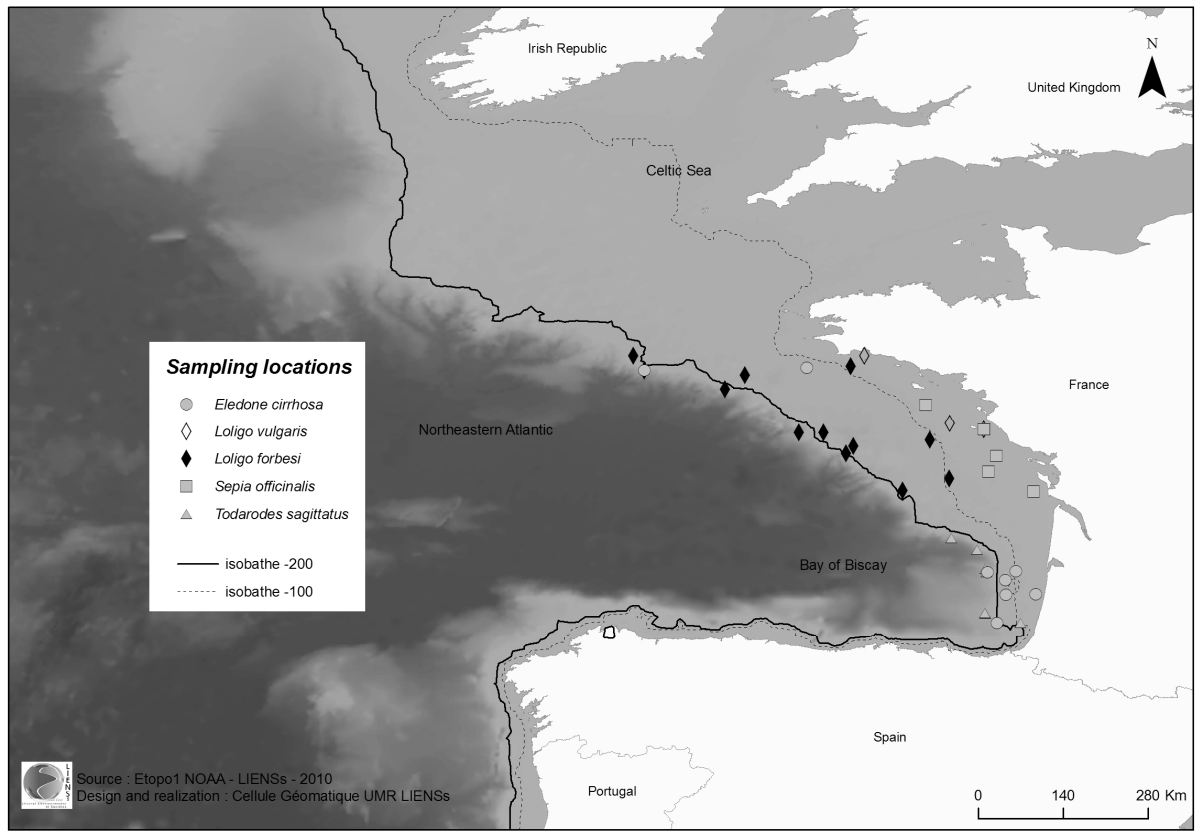 Irish Republic
N
United Kingdom
Celtic Sea
Sampling locations
Eledone cirrhosa
Loligo vulgaris
Loligo forbesi
Sepia officinalis
Todarodes sagittatus
isobathe -200
isobathe -100
France
Northeastern Atlantic
Bay of Biscay
Spain
Portugal
LIENSs
Source : Etopo1 NOAA - LIENSs - 2010
Design and realization : Cellule Géomatique UMR LIENSs
0 140 280 Km